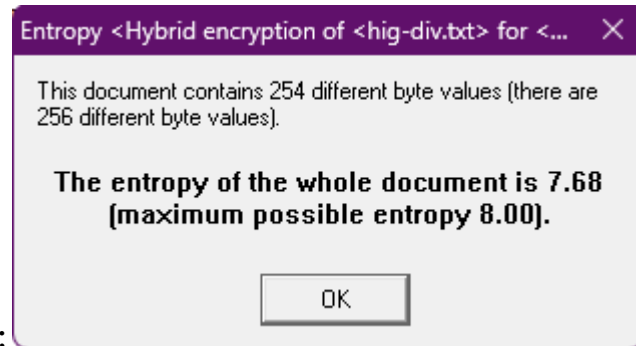 Entropy <Hybrid encryption of <hig-div.txt> for <...
This document contains 254 different byte values (there are
256 different byte values).
The entropy of the whole document is 7.68
(maximum possible entropy 8.00).
OK
: